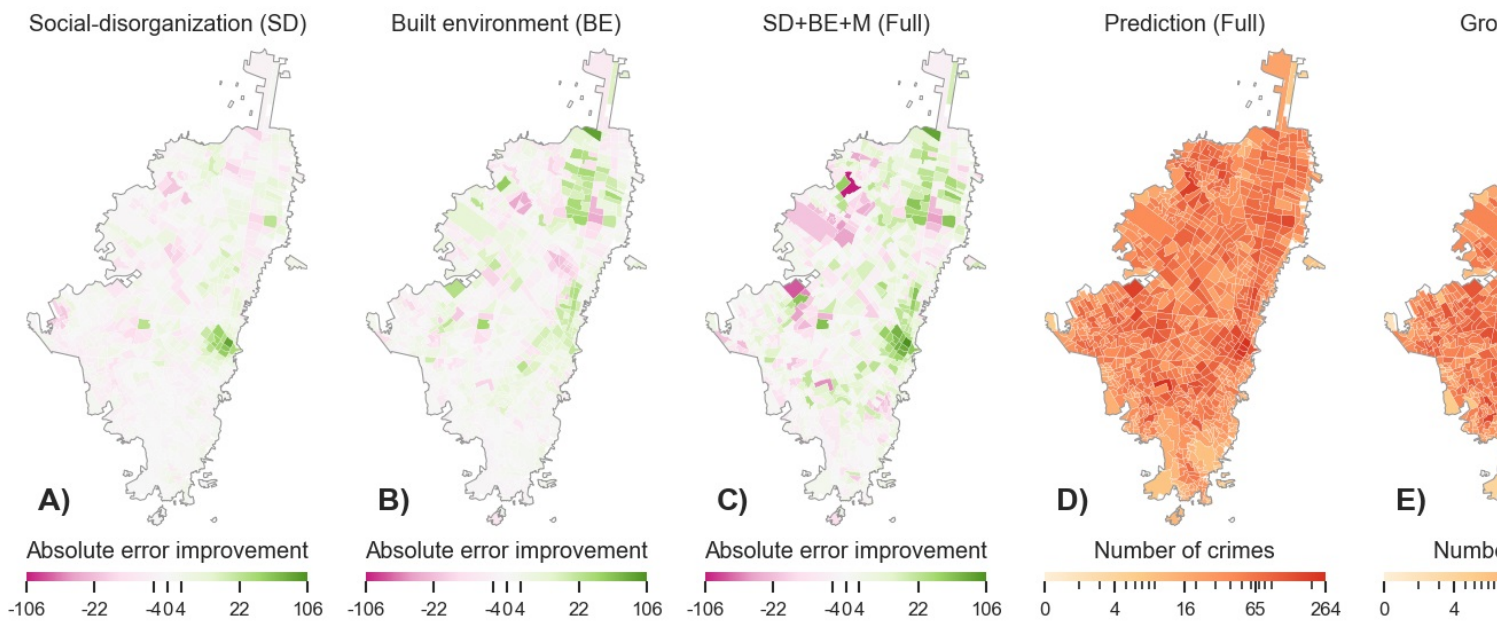 Social-disorganization (SD) Built environment (BE) SD+BE+M (Full) Prediction (Full) Gro
A) B) C) D) E)
Absolute error improvement Absolute error improvement Absolute error improvement Number of crimes Numbe
-106 -22 -4 0 4 22 106 -106 -22 -4 0 4 22 106 -106 -22 -4 0 4 22 106 0 4 16 65 264 0 4